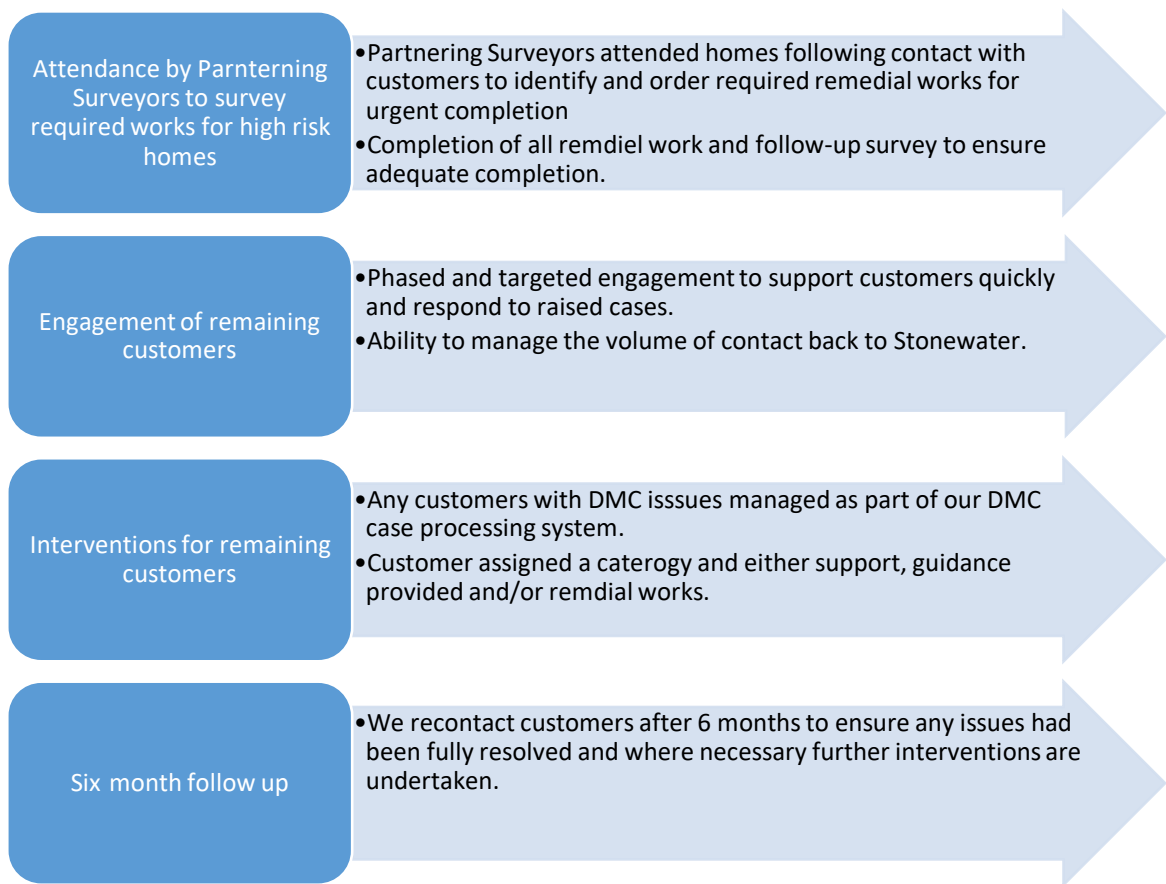 Attendance by Parnterning
Surveyors to survey
required works for high risk
homes
•Partnering Surveyors attended homes following contact with
customers to identify and order required remedial works for
urgent completion
•Completion of all remdiel work and follow-up survey to ensure
adequate completion.
Engagement of remaining
customers
•Phased and targeted engagement to support customers quickly
and respond to raised cases.
•Ability to manage the volume of contact back to Stonewater.
Interventions for remaining
customers
•Any customers with DMC isssues managed as part of our DMC
case processing system.
•Customer assigned a caterogy and either support, guidance
provided and/or remdial works.
Six month follow up
•We recontact customers after 6 months to ensure any issues had
been fully resolved and where necessary further interventions are
undertaken.